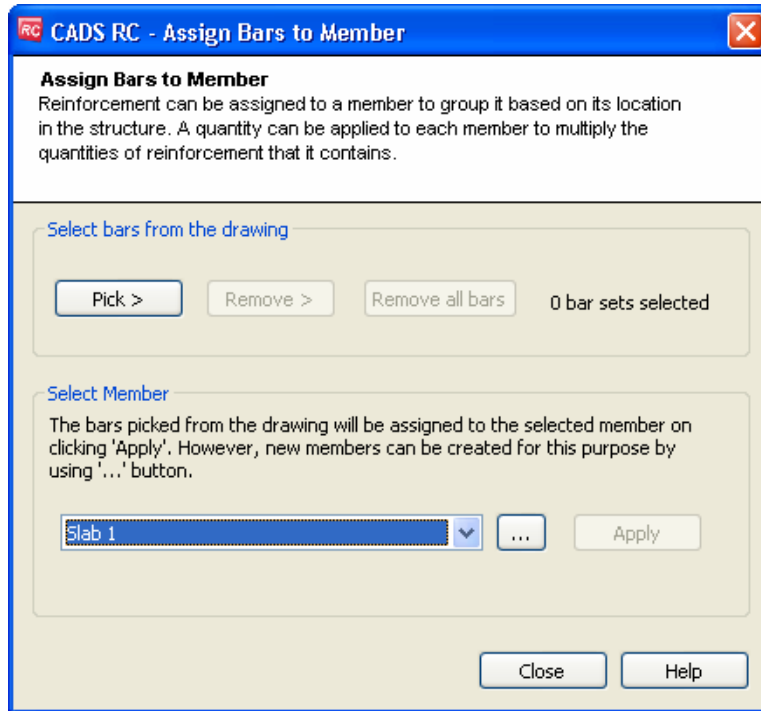 RC CADS RC - Assign Bars to Member
Assign Bars to Member
Reinforcement can be assigned to a member to group it based on its location
in the structure. A quantity can be applied to each member to multiply the
quantities of reinforcement that it contains.
Select bars from the drawing
Pick > Remove > Remove all bars 0 bar sets selected
Select Member
The bars picked from the drawing will be assigned to the selected member on
clicking 'Apply'. However, new members can be created for this purpose by
using '...' button.
Slab 1 ... Apply
Close Help